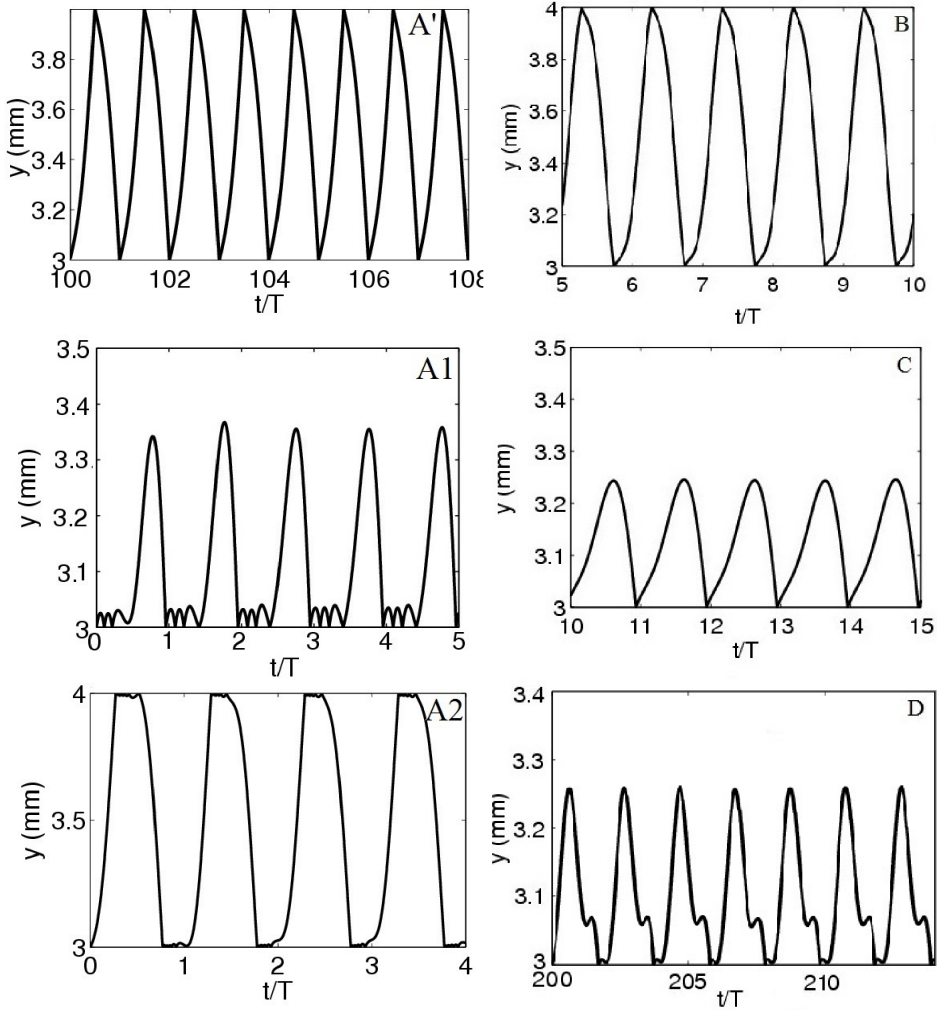 A'
3.8
3.6
3.4
3.2
3
y (mm)
100 102 104 106 108
t/T
B
4
3.8
3.6
3.4
3.2
3
y (mm)
5 6 7 8 9 10
t/T
A1
3.5
3.4
3.3
3.2
3.1
3
y (mm)
0 1 2 3 4 5
t/T
C
3.5
3.4
3.3
3.2
3.1
3
y (mm)
10 11 12 13 14 15
t/T
A2
4
3.5
3
y (mm)
0 1 2 3 4
t/T
D
3.4
3.3
3.2
3.1
3
y (mm)
200 205 210
t/T